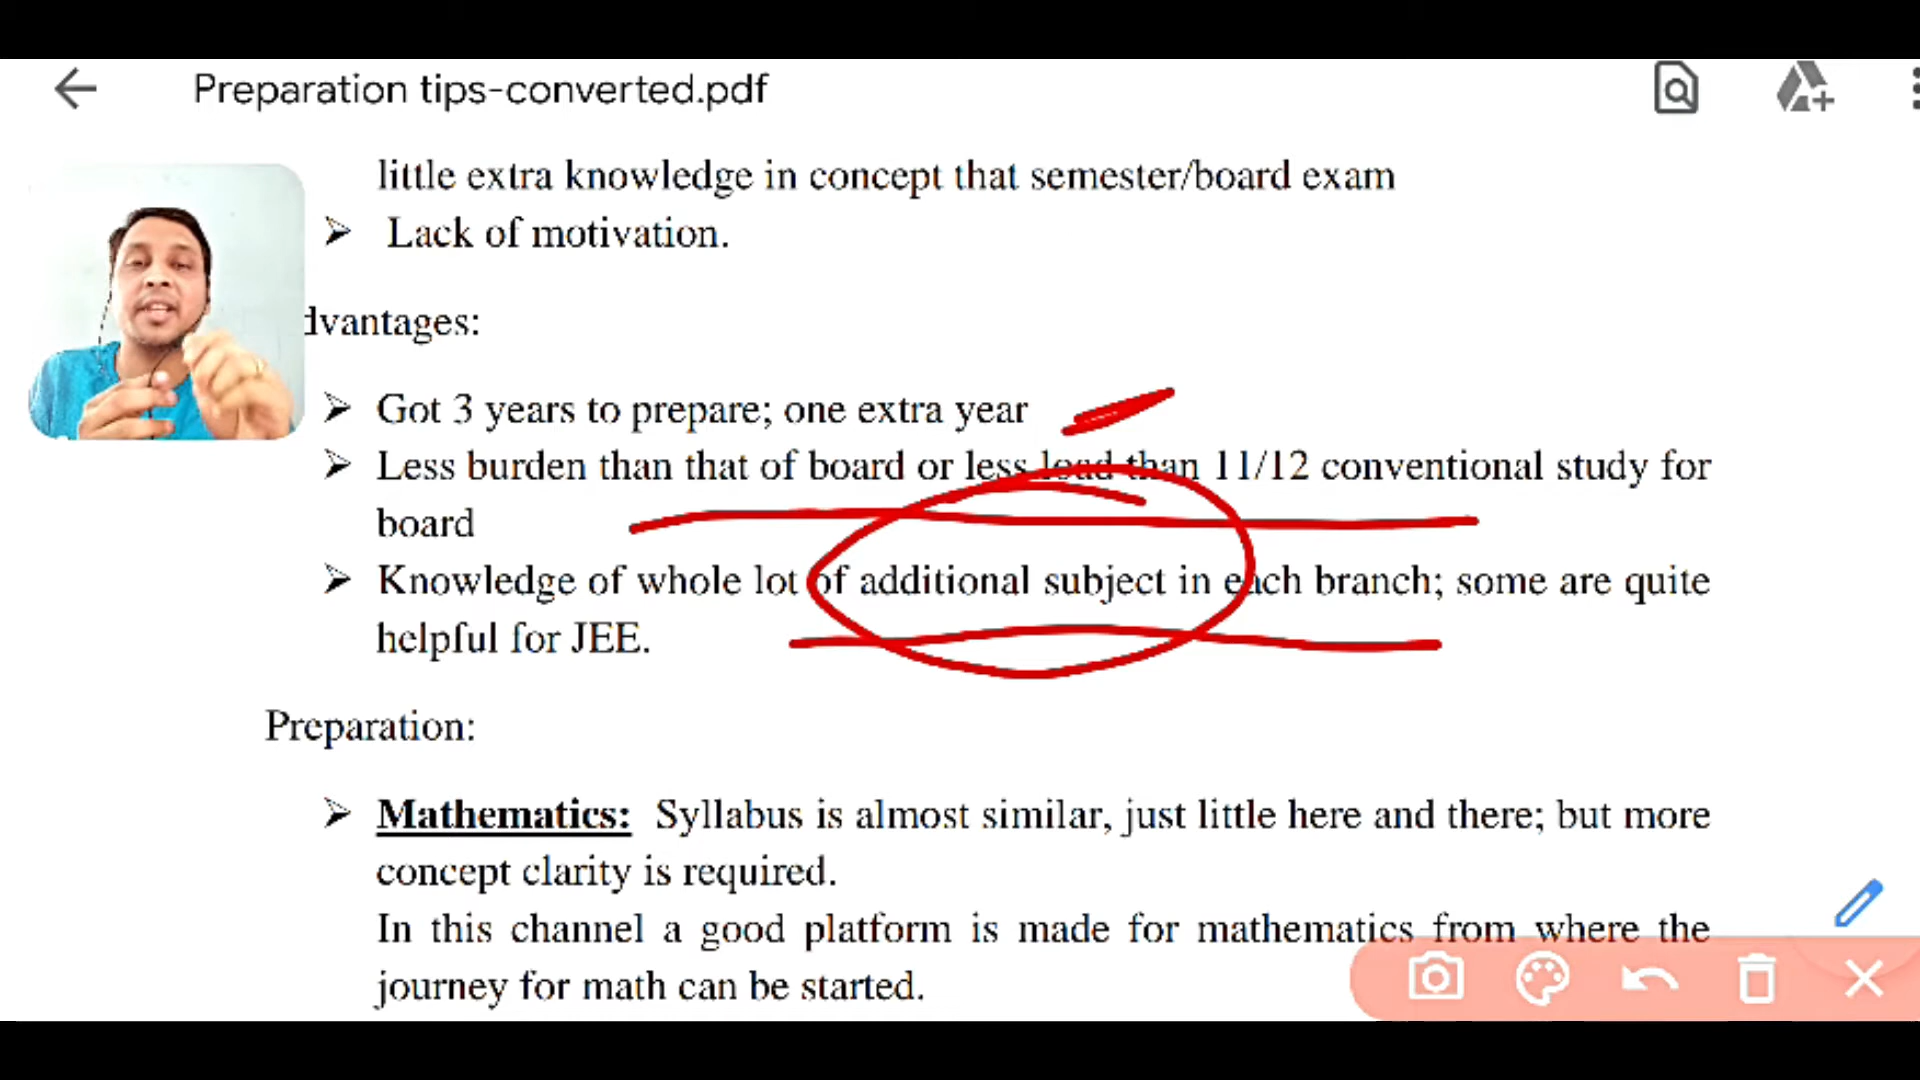 Preparation tips-converted.pdf
little extra knowledge in concept that semester/board exam
➢ Lack of motivation.
dvantages:
➢ Got 3 years to prepare; one extra year
➢ Less burden than that of board or less load than 11/12 conventional study for
board
➢ Knowledge of whole lot of additional subject in each branch; some are quite
helpful for JEE.
Preparation:
➢ Mathematics: Syllabus is almost similar, just little here and there; but more
concept clarity is required.
In this channel a good platform is made for mathematics from where the
journey for math can be started.